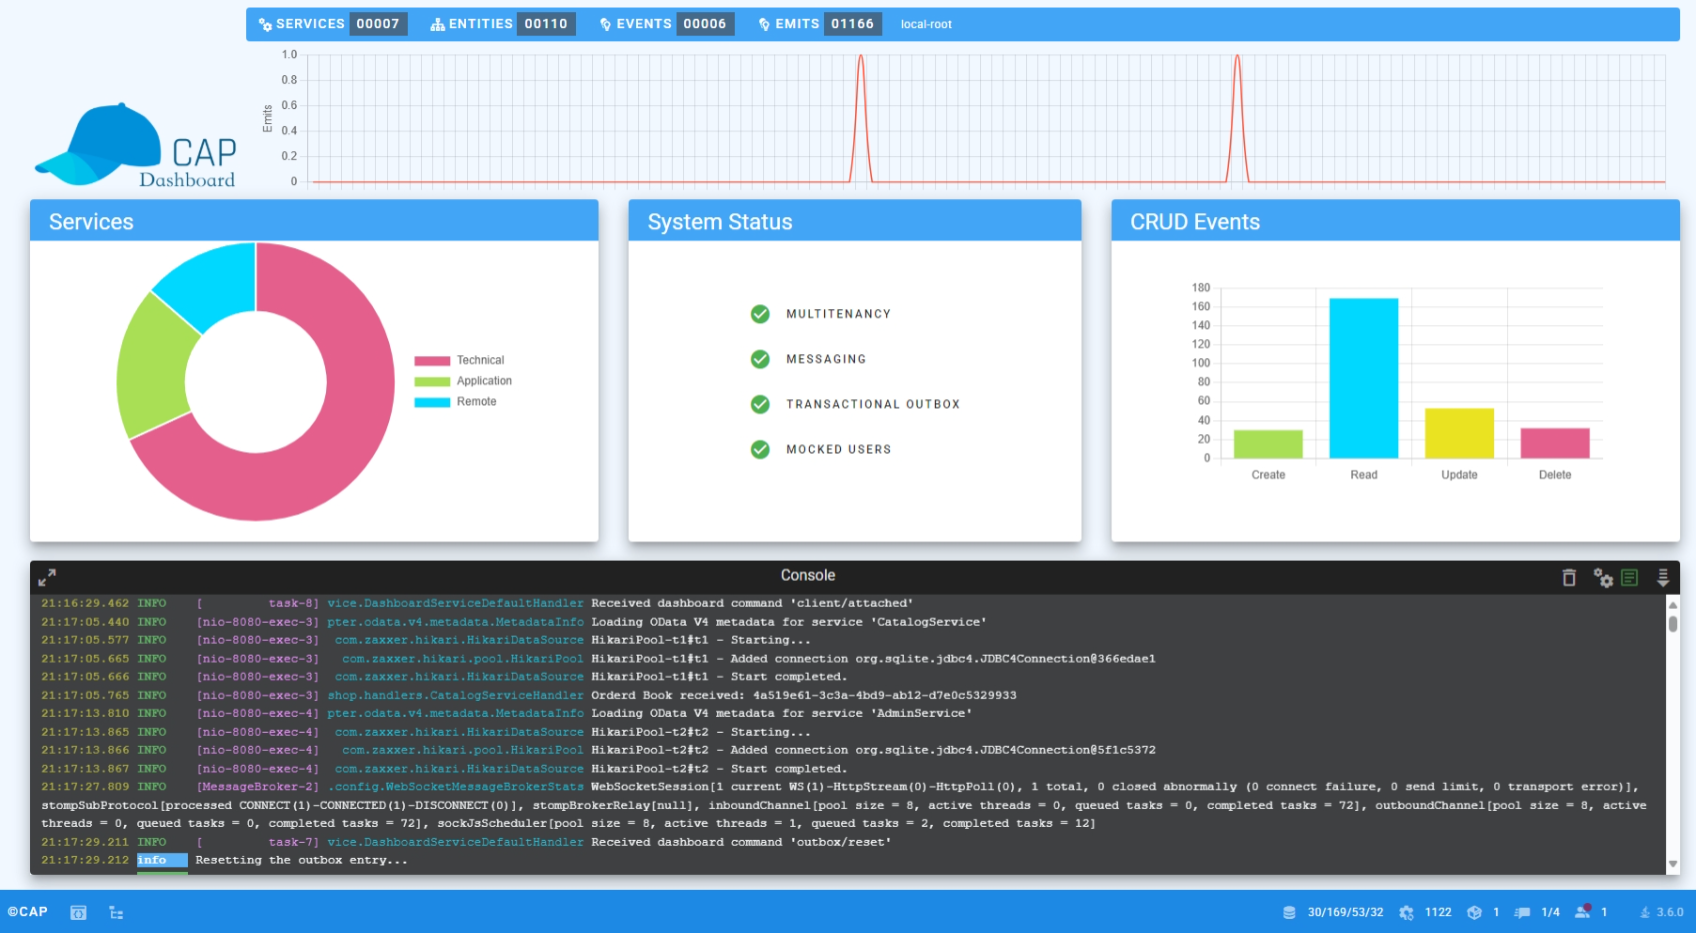 SERVICES 00007 ENTITIES 00110 EVENTS 00006 EMITS 01166 local-root
1.0
0.8
0.6
0.4
0.2
0
Emits
CAP
Dashboard
Services
Technical
Application
Remote
System Status
MULTITENANCY
MESSAGING
TRANSACTIONAL OUTBOX
MOCKED USERS
CRUD Events
180
160
140
120
100
80
60
40
20
0
Create Read Update Delete
Console
21:16:29.462 INFO [ task-8] vice.DashboardServiceDefaultHandler Received dashboard command 'client/attached'
21:17:05.440 INFO [nio-8080-exec-3] pter.odata.v4.metadata.MetadataInfo Loading OData V4 metadata for service 'CatalogService'
21:17:05.577 INFO [nio-8080-exec-3] com.zaxxer.hikari.HikariDataSource HikariPool-t1#t1 - Starting...
21:17:05.665 INFO [nio-8080-exec-3] com.zaxxer.hikari.pool.HikariPool HikariPool-t1#t1 - Added connection org.sqlite.jdbc4.JDBC4Connection@366edae1
21:17:05.666 INFO [nio-8080-exec-3] com.zaxxer.hikari.HikariDataSource HikariPool-t1#t1 - Start completed.
21:17:05.765 INFO [nio-8080-exec-3] shop.handlers.CatalogServiceHandler Orderd Book received: 4a519e61-3c3a-4bd9-ab12-d7e0c5329933
21:17:13.810 INFO [nio-8080-exec-4] pter.odata.v4.metadata.MetadataInfo Loading OData V4 metadata for service 'AdminService'
21:17:13.865 INFO [nio-8080-exec-4] com.zaxxer.hikari.HikariDataSource HikariPool-t2#t2 - Starting...
21:17:13.866 INFO [nio-8080-exec-4] com.zaxxer.hikari.pool.HikariPool HikariPool-t2#t2 - Added connection org.sqlite.jdbc4.JDBC4Connection@5f1c5372
21:17:13.867 INFO [nio-8080-exec-4] com.zaxxer.hikari.HikariDataSource HikariPool-t2#t2 - Start completed.
21:17:27.809 INFO [MessageBroker-2] .config.WebSocketMessageBrokerStats WebSocketSession[1 current WS(1)-HttpStream(0)-HttpPoll(0), 1 total, 0 closed abnormally (0 connect failure, 0 send limit, 0 transport error)],
stompSubProtocol[processed CONNECT(1)-CONNECTED(1)-DISCONNECT(0)], stompBrokerRelay[null], inboundChannel[pool size = 8, active threads = 0, queued tasks = 0, completed tasks = 72], outboundChannel[pool size = 8, active
threads = 0, queued tasks = 0, completed tasks = 72], sockJsScheduler[pool size = 8, active threads = 1, queued tasks = 2, completed tasks = 12]
21:17:29.211 INFO [ task-7] vice.DashboardServiceDefaultHandler Received dashboard command 'outbox/reset'
21:17:29.212 info Resetting the outbox entry...
©CAP 30/169/53/32 1122 1 1/4 1 3.6.0